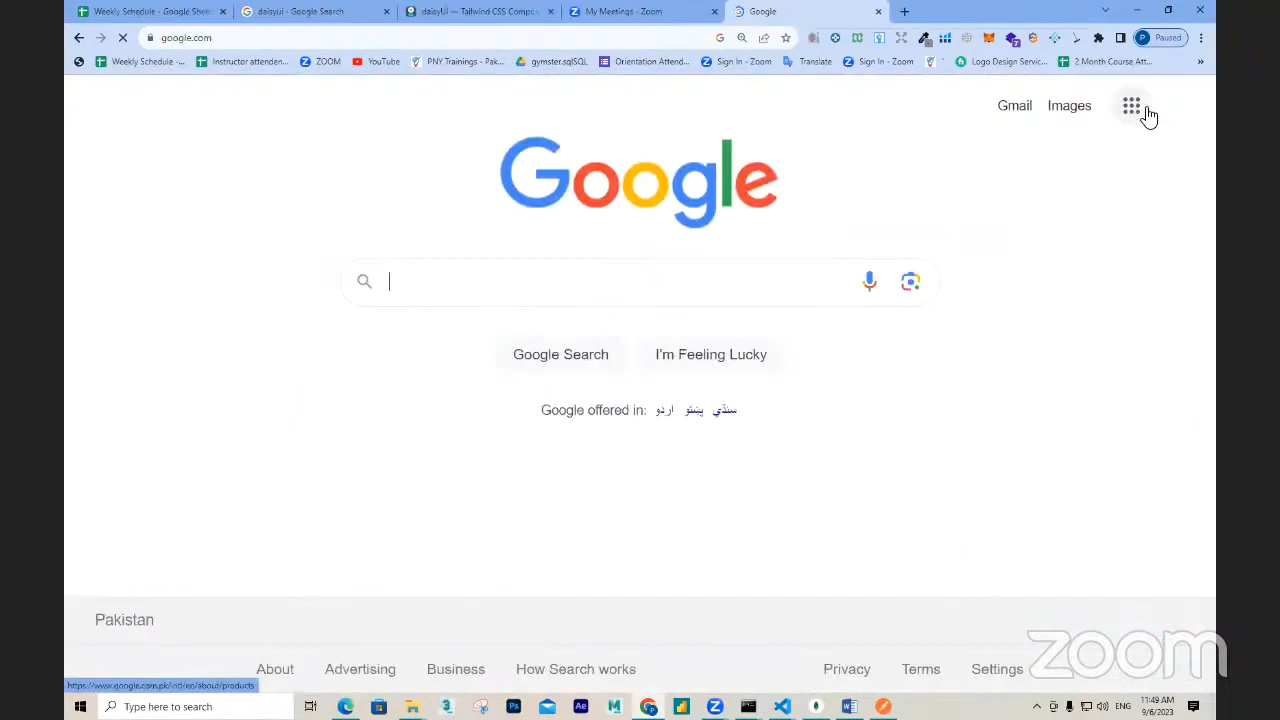 Weekly Schedule - Google Sheet
daisyui - Google Search
daisyUI — Tailwind CSS Compo
My Meetings - Zoom
Google
google.com
Paused
Weekly Schedule -...
Instructor attenden...
ZOOM
YouTube
PNY Trainings - Pak...
gymster.sqlSQL
Orientation Attend...
Sign In - Zoom
Translate
Sign In - Zoom
Logo Design Servic...
2 Month Course Att...
»
Gmail Images
Google
Google Search
I'm Feeling Lucky
Google offered in: اردو پښتو سنڌي
Pakistan
About Advertising Business How Search works
Privacy Terms Settings
zoom
https://www.google.com.pk/intl/en/about/products
Type here to search
ENG
11:49 AM
9/6/2023